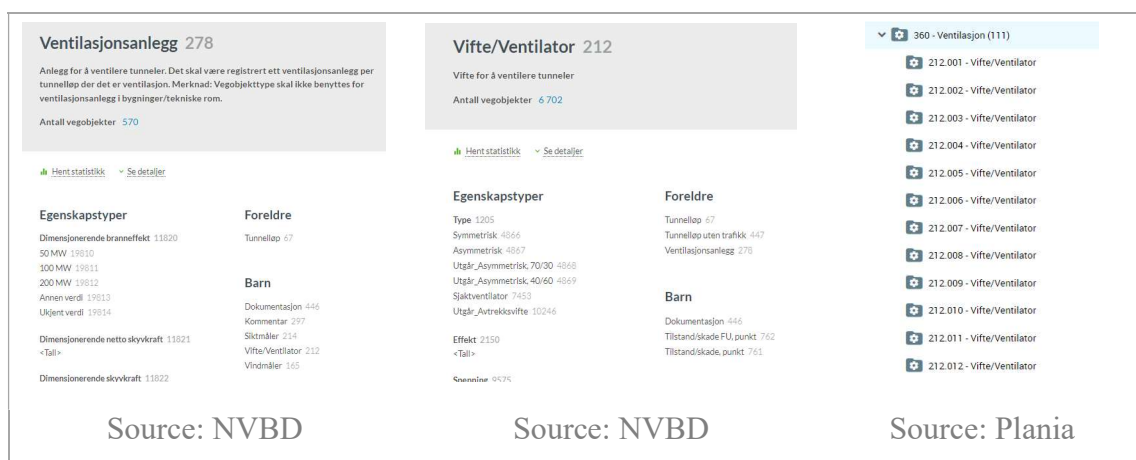 Ventilasjonsanlegg 278
Anlegg for å ventilere tunneler. Det skal være registrert ett ventilasjonsanlegg per
tunnelløp der det er ventilasjon. Merknad: Vegobjekttype skal ikke benyttes for
ventilasjonsanlegg i bygninger/tekniske rom.
Antall vegobjekter 570
Hent statistikk Se detaljer
Egenskapstyper
Dimensjonerende branneffekt 11820
50 MW 19810
100 MW 19811
200 MW 19812
Annen verdi 19813
Ukjent verdi 19814
Dimensjonerende netto skyvkraft 11821
<Tall>
Dimensjonerende skyvkraft 11822
Foreldre
Tunnelløp 67
Barn
Dokumentasjon 446
Kommentar 297
Siktmåler 214
Vifte/Ventilator 212
Vindmåler 165
Source: NVBD
Vifte/Ventilator 212
Vifte for å ventilere tunneler
Antall vegobjekter 6 702
Hent statistikk Se detaljer
Egenskapstyper
Type 1205
Symmetrisk 4866
Asymmetrisk 4867
Utgår_Asymmetrisk, 70/30 4868
Utgår_Asymmetrisk, 40/60 4869
Sjaktventilator 7453
Utgår_Avtrekksvifte 10246
Effekt 2150
<Tall>
Spenning 9575
Foreldre
Tunnelløp 67
Tunnelløp uten trafikk 447
Ventilasjonsanlegg 278
Barn
Dokumentasjon 446
Tilstand/skade FU, punkt 762
Tilstand/skade, punkt 761
Source: NVBD
360 - Ventilasjon (111)
212.001 - Vifte/Ventilator
212.002 - Vifte/Ventilator
212.003 - Vifte/Ventilator
212.004 - Vifte/Ventilator
212.005 - Vifte/Ventilator
212.006 - Vifte/Ventilator
212.007 - Vifte/Ventilator
212.008 - Vifte/Ventilator
212.009 - Vifte/Ventilator
212.010 - Vifte/Ventilator
212.011 - Vifte/Ventilator
212.012 - Vifte/Ventilator
Source: Plania